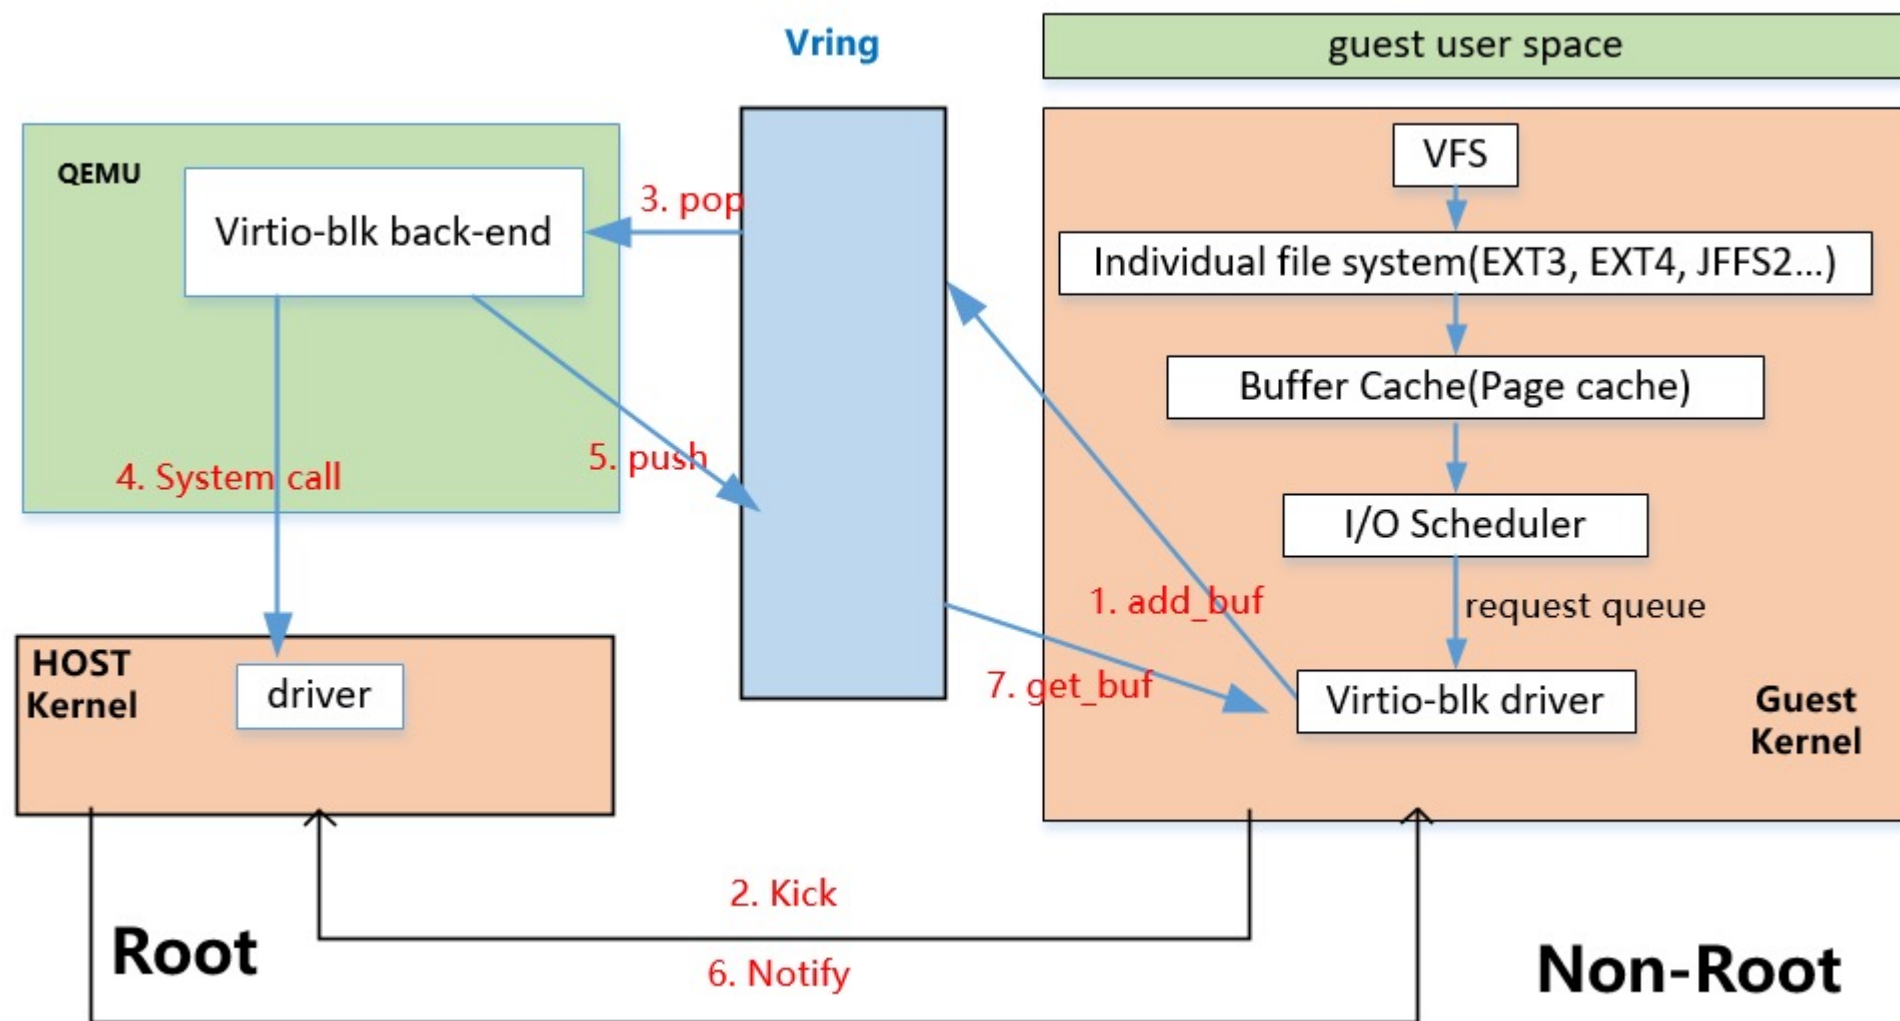 Vring
guest user space
QEMU
Virtio-blk back-end
3. pop
VFS
Individual file system(EXT3, EXT4, JFFS2...)
Buffer Cache(Page cache)
5. push
4. System call
I/O Scheduler
1. add_buf
request queue
HOST
Kernel
driver
7. get_buf
Virtio-blk driver
Guest
Kernel
2. Kick
Root
6. Notify
Non-Root